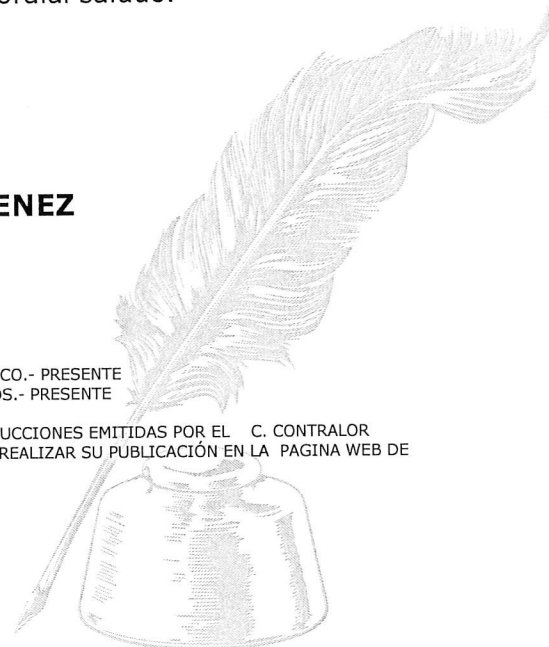 ENEZ
CO.- PRESENTE
OS.- PRESENTE
UCCIONES EMITIDAS POR EL C. CONTRALOR
REALIZAR SU PUBLICACIÓN EN LA PAGINA WEB DE